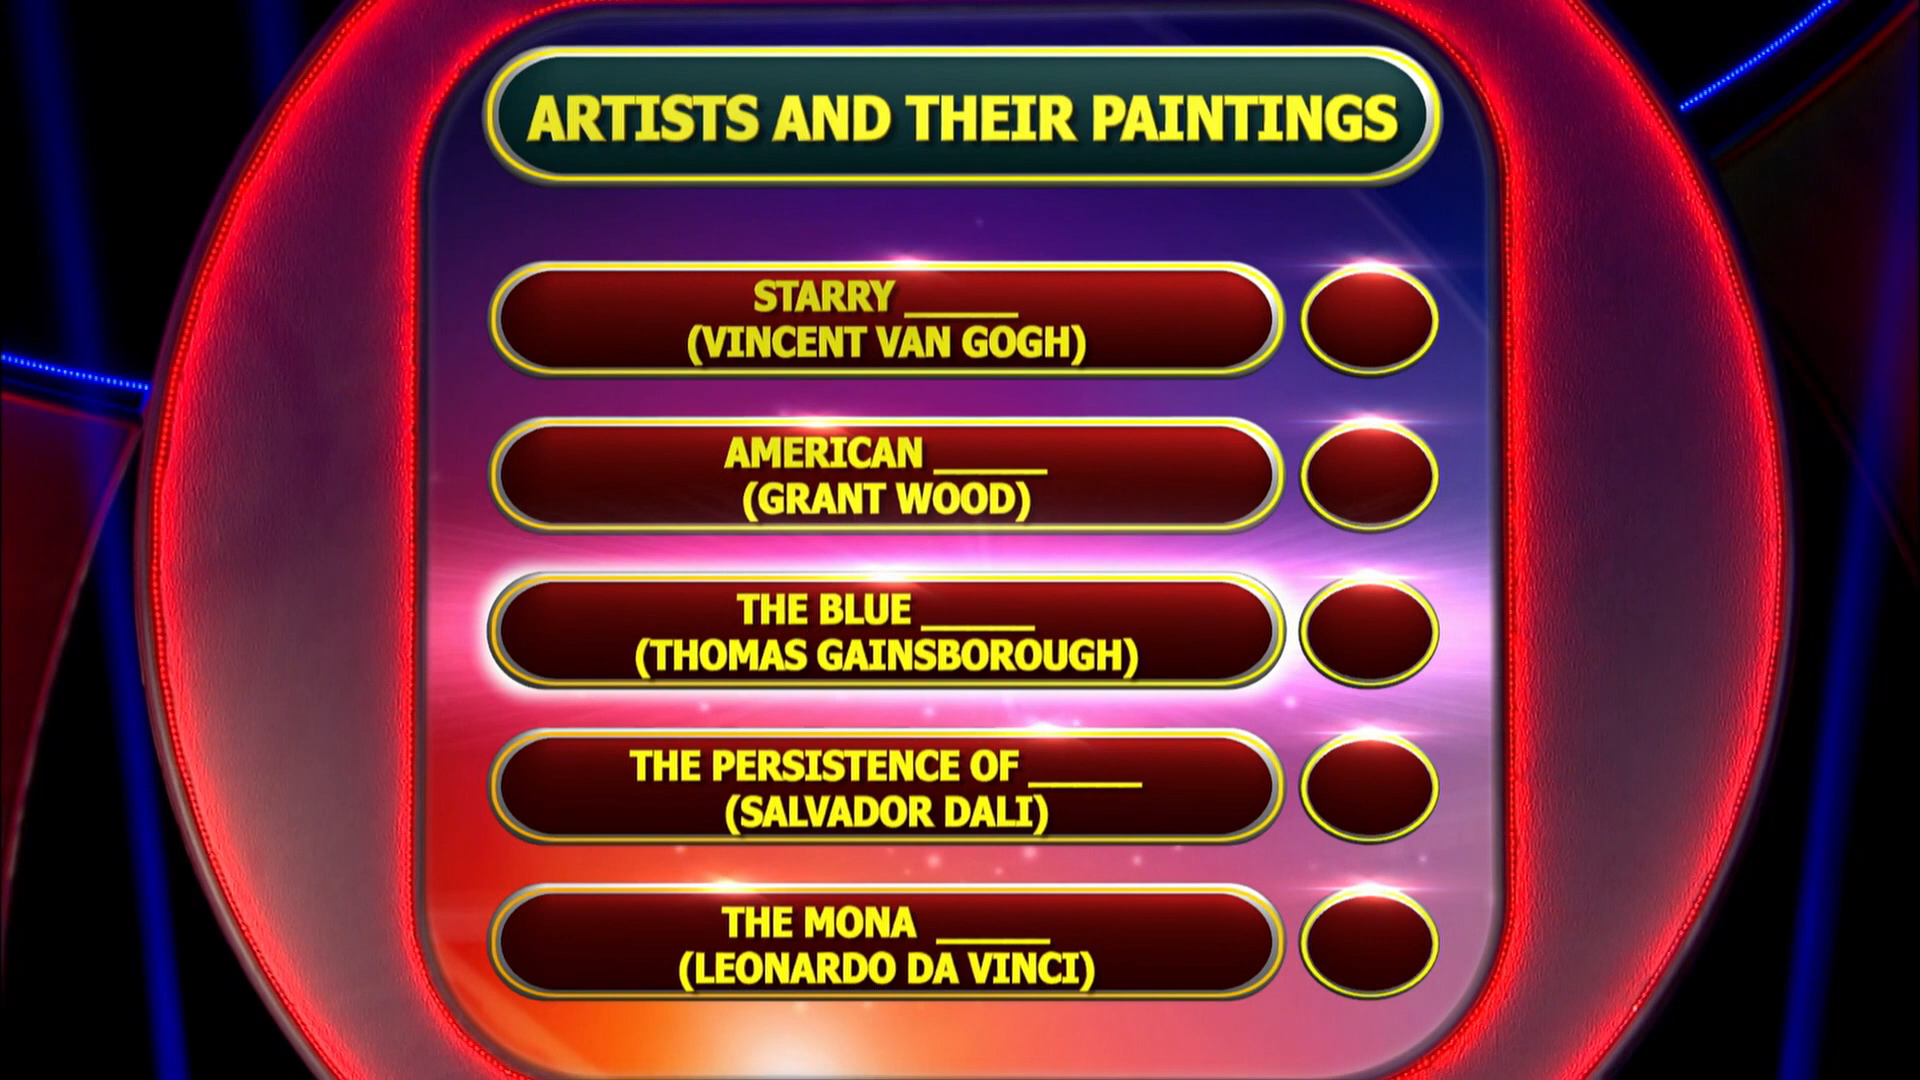 ARTISTS AND THEIR PAINTINGS
STARRY _____
(VINCENT VAN GOGH)
AMERICAN _____
(GRANT WOOD)
THE BLUE _____
(THOMAS GAINSBOROUGH)
THE PERSISTENCE OF _____
(SALVADOR DALI)
THE MONA _____
(LEONARDO DA VINCI)